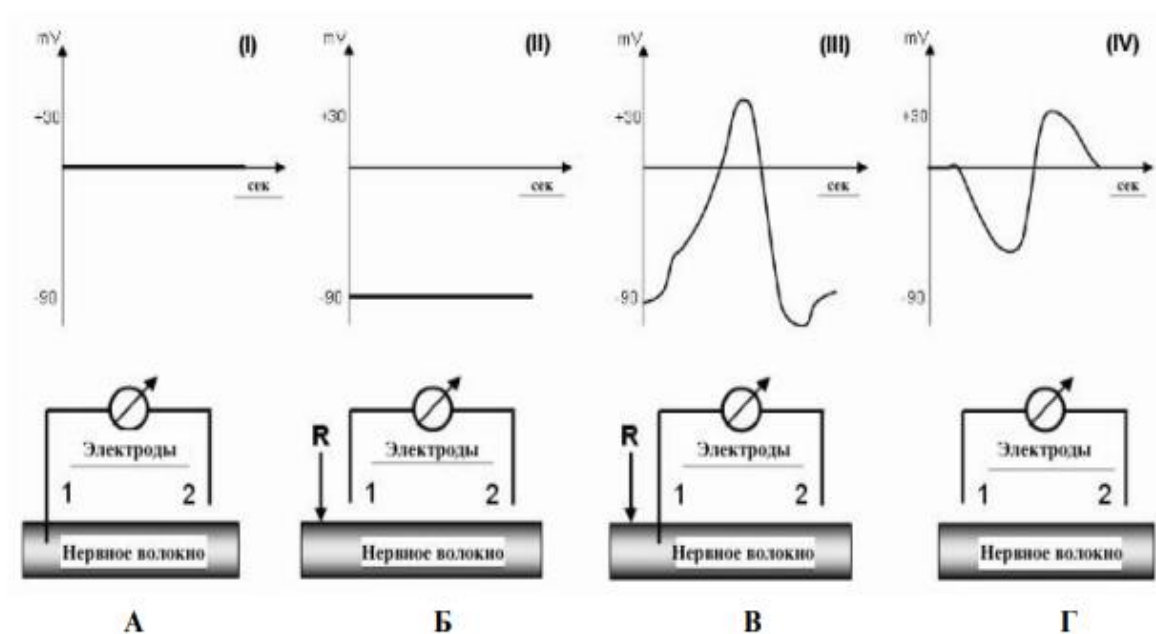 mV (I)
+30
сек
-90
mV (II)
+30
сек
-90
mV (III)
+30
сек
-90
mV (IV)
+30
сек
-90
Электроды
1 2
Нервное волокно
А
R
Электроды
1 2
Нервное волокно
Б
R
Электроды
1 2
Нервное волокно
В
Электроды
1 2
Нервное волокно
Г